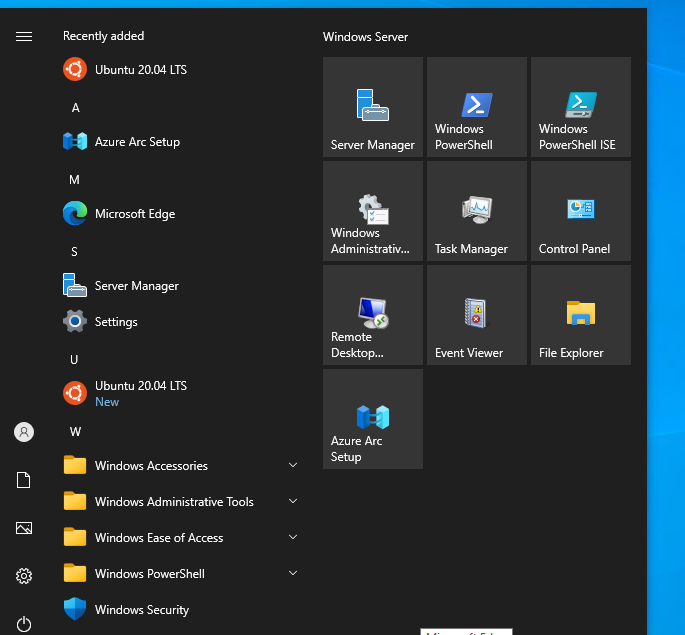 Recently added
Ubuntu 20.04 LTS
A
Azure Arc Setup
M
Microsoft Edge
S
Server Manager
Settings
U
Ubuntu 20.04 LTS
New
W
Windows Accessories
Windows Administrative Tools
Windows Ease of Access
Windows PowerShell
Windows Security
Windows Server
Server Manager
Windows
PowerShell
Windows
PowerShell ISE
Windows
Administrativ...
Task Manager
Control Panel
Remote
Desktop...
Event Viewer
File Explorer
Azure Arc
Setup